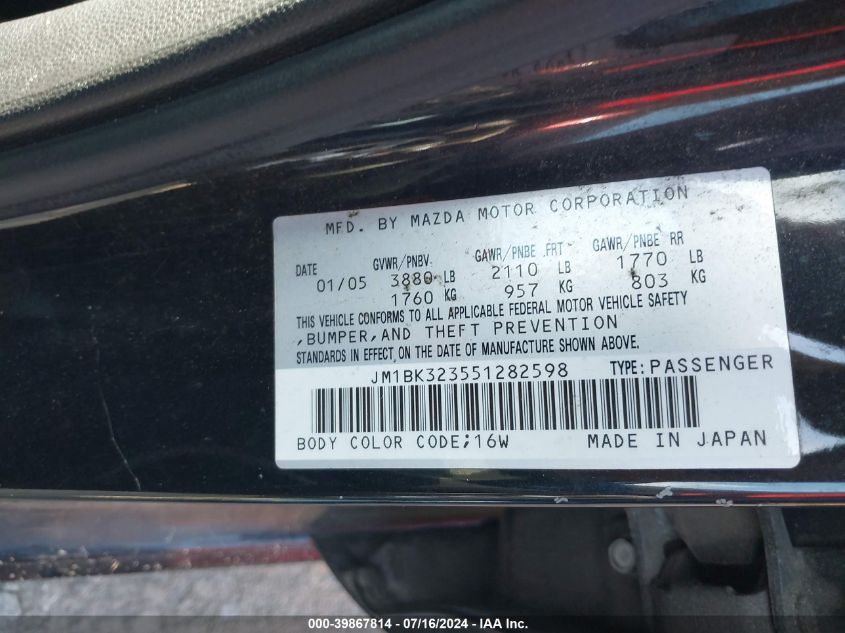 MFD. BY MAZDA MOTOR CORPORATION
DATE GVWR/PNBV GAWR/PNBE FRT GAWR/PNBE RR
01/05 3880 LB 2110 LB 1770 LB
1760 KG 957 KG 803 KG
THIS VEHICLE CONFORMS TO ALL APPLICABLE FEDERAL MOTOR VEHICLE SAFETY
,BUMPER,AND THEFT PREVENTION
STANDARDS IN EFFECT, ON THE DATE OF MANUFACTURE SHOWN ABOVE.
JM1BK323551282598 TYPE: PASSENGER
BODY COLOR CODE;16W MADE IN JAPAN
000-39867814 - 07/16/2024 - IAA Inc.